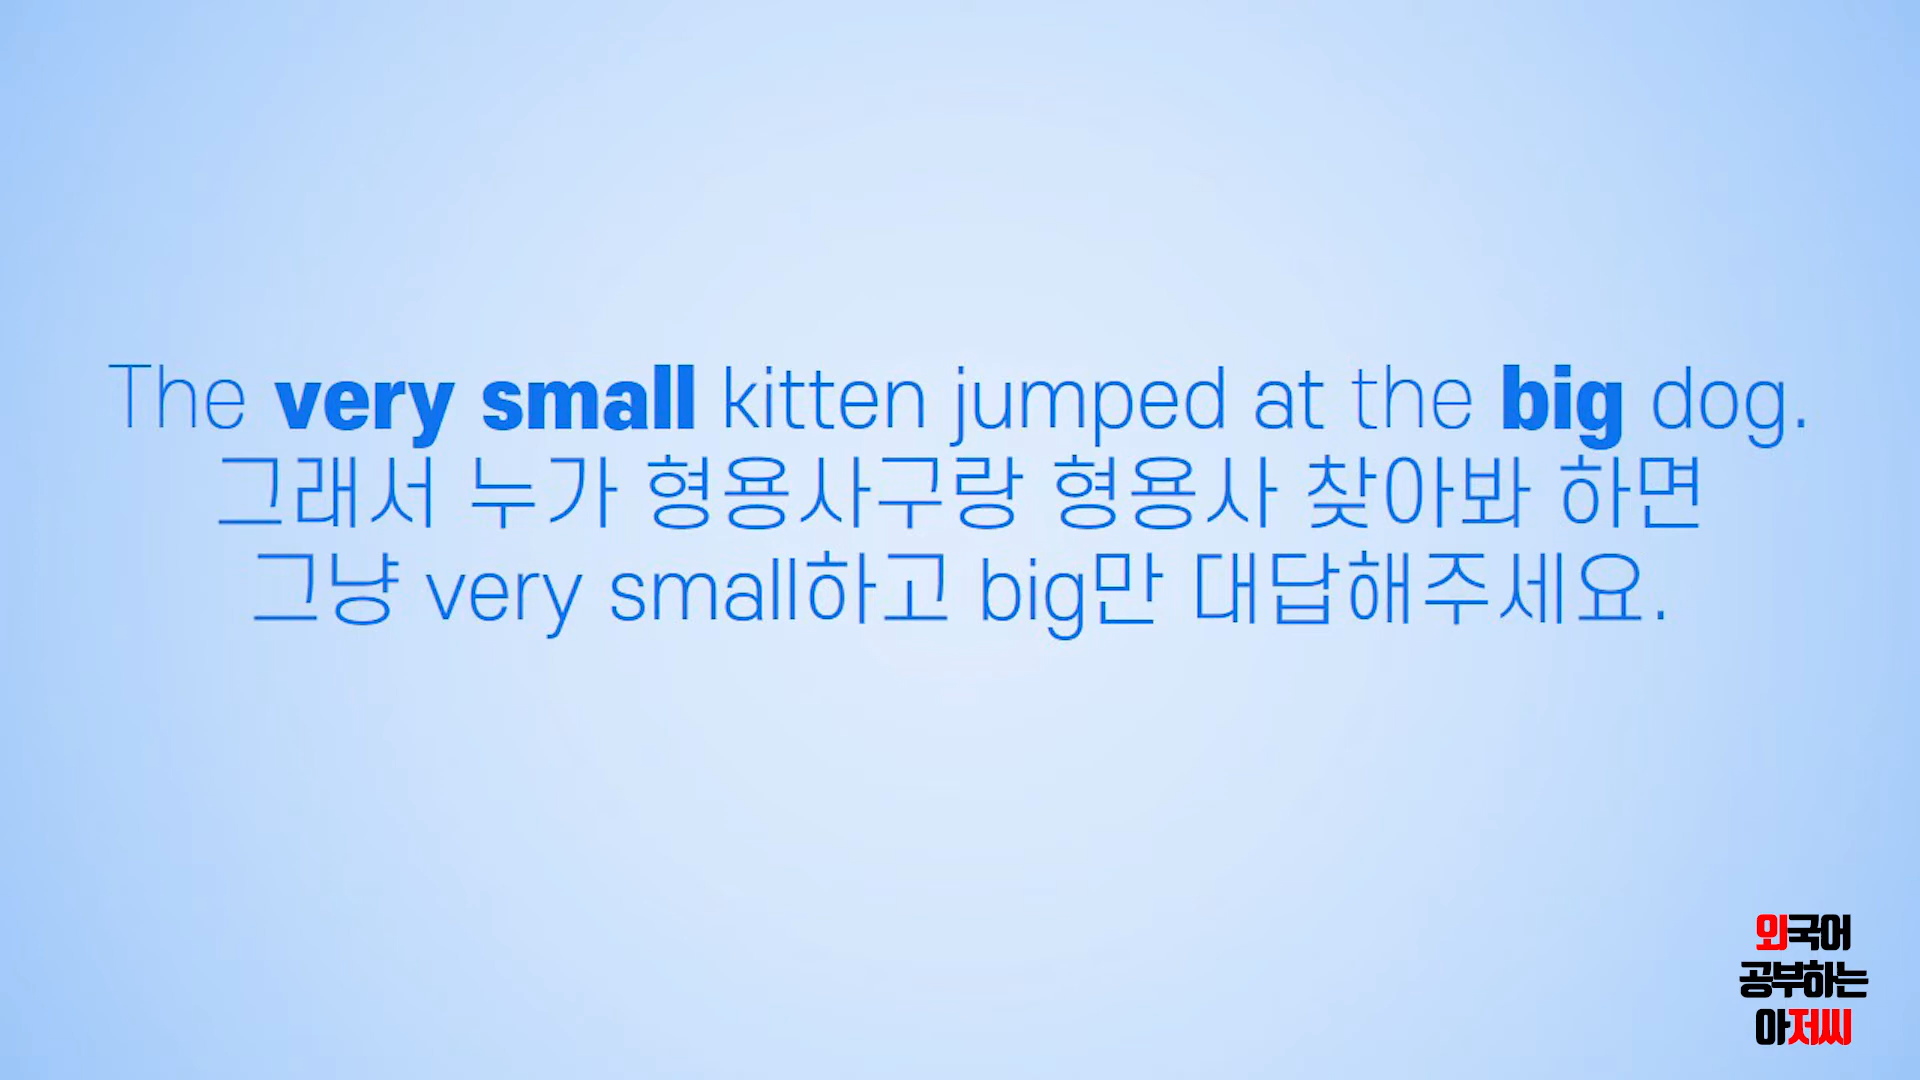 The very small kitten jumped at the big dog.
그래서 누가 형용사구랑 형용사 찾아봐 하면
그냥 very small하고 big만 대답해주세요.
외국어
공부하는
아저씨